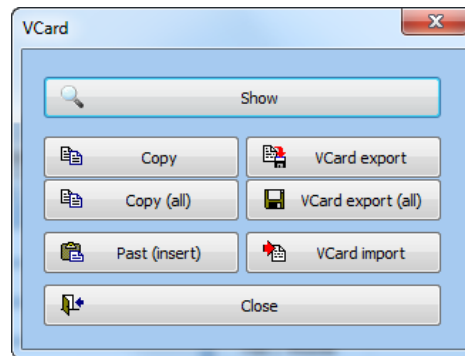 VCard
Show
Copy
VCard export
Copy (all)
VCard export (all)
Past (insert)
VCard import
Close